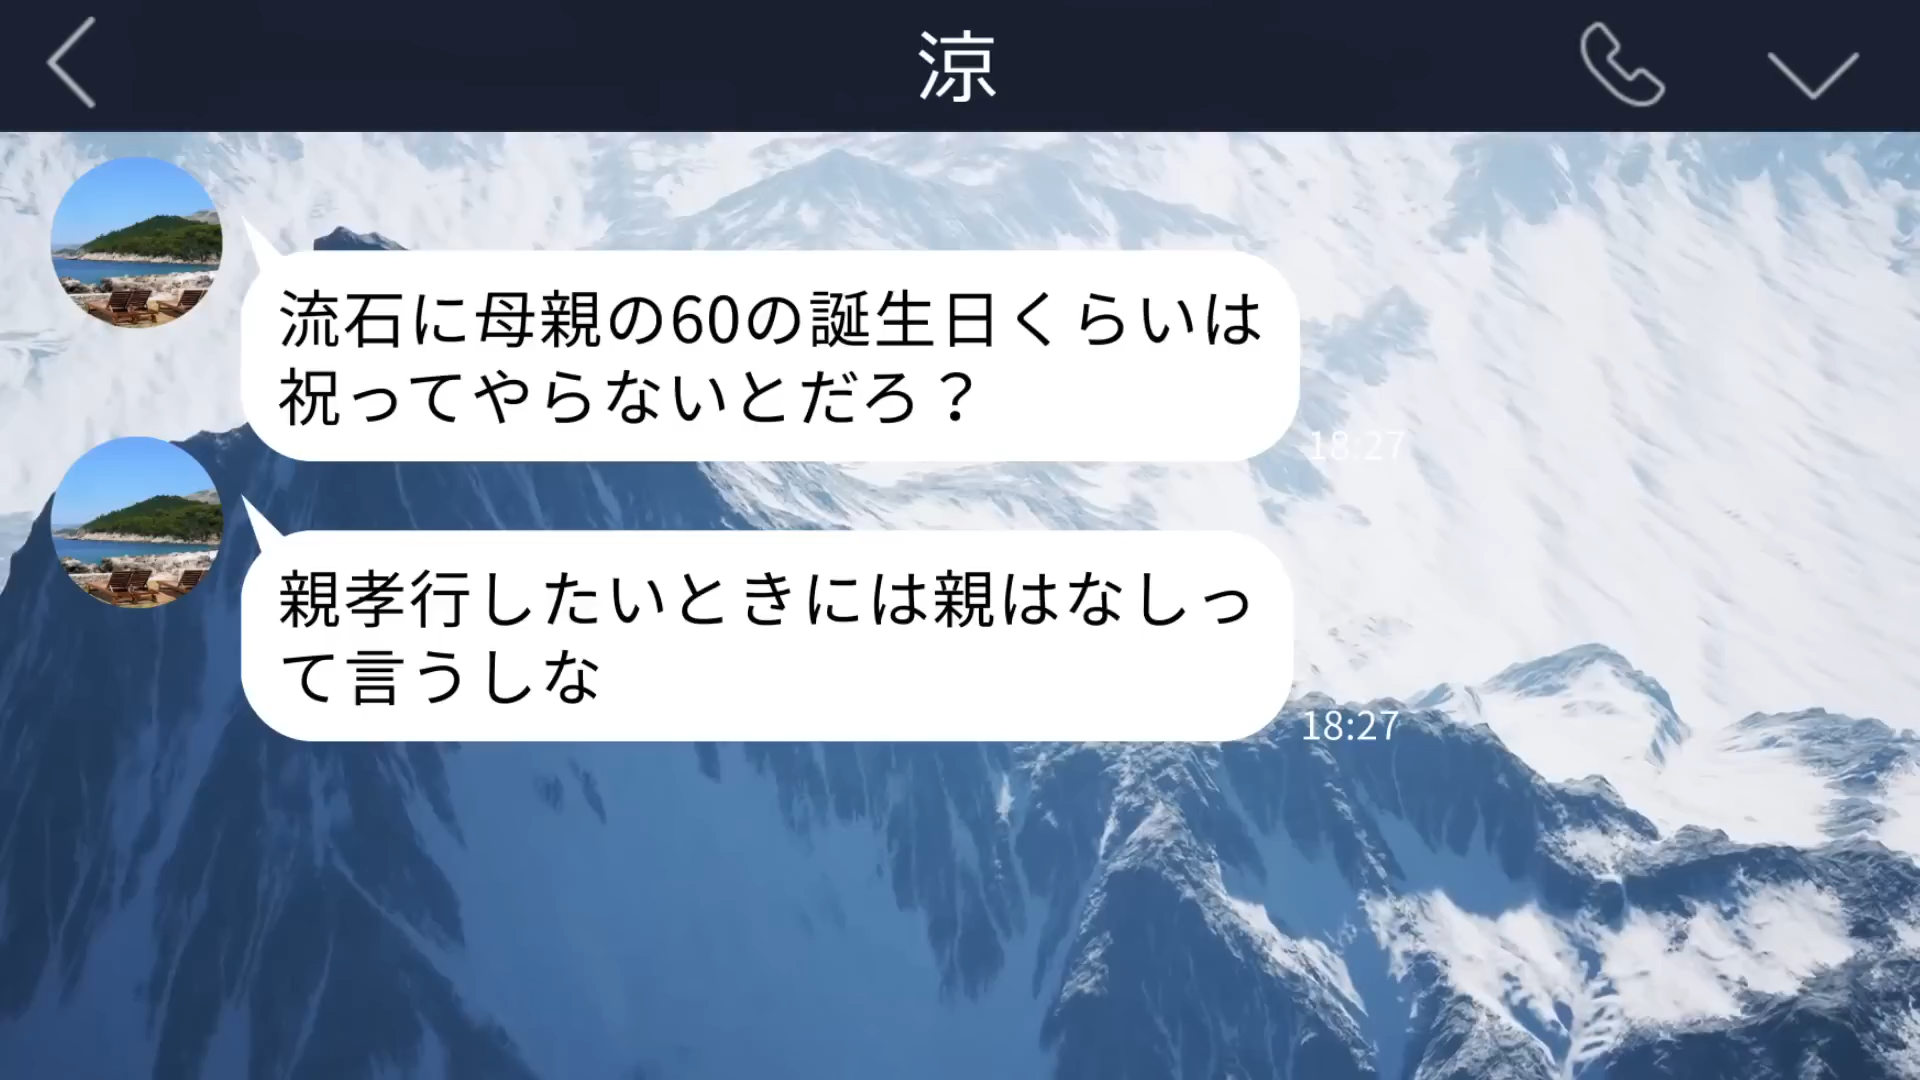 涼
流石に母親の60の誕生日くらいは
祝ってやらないとだろ？
18:27
親孝行したいときには親はなしっ
て言うしな
18:27